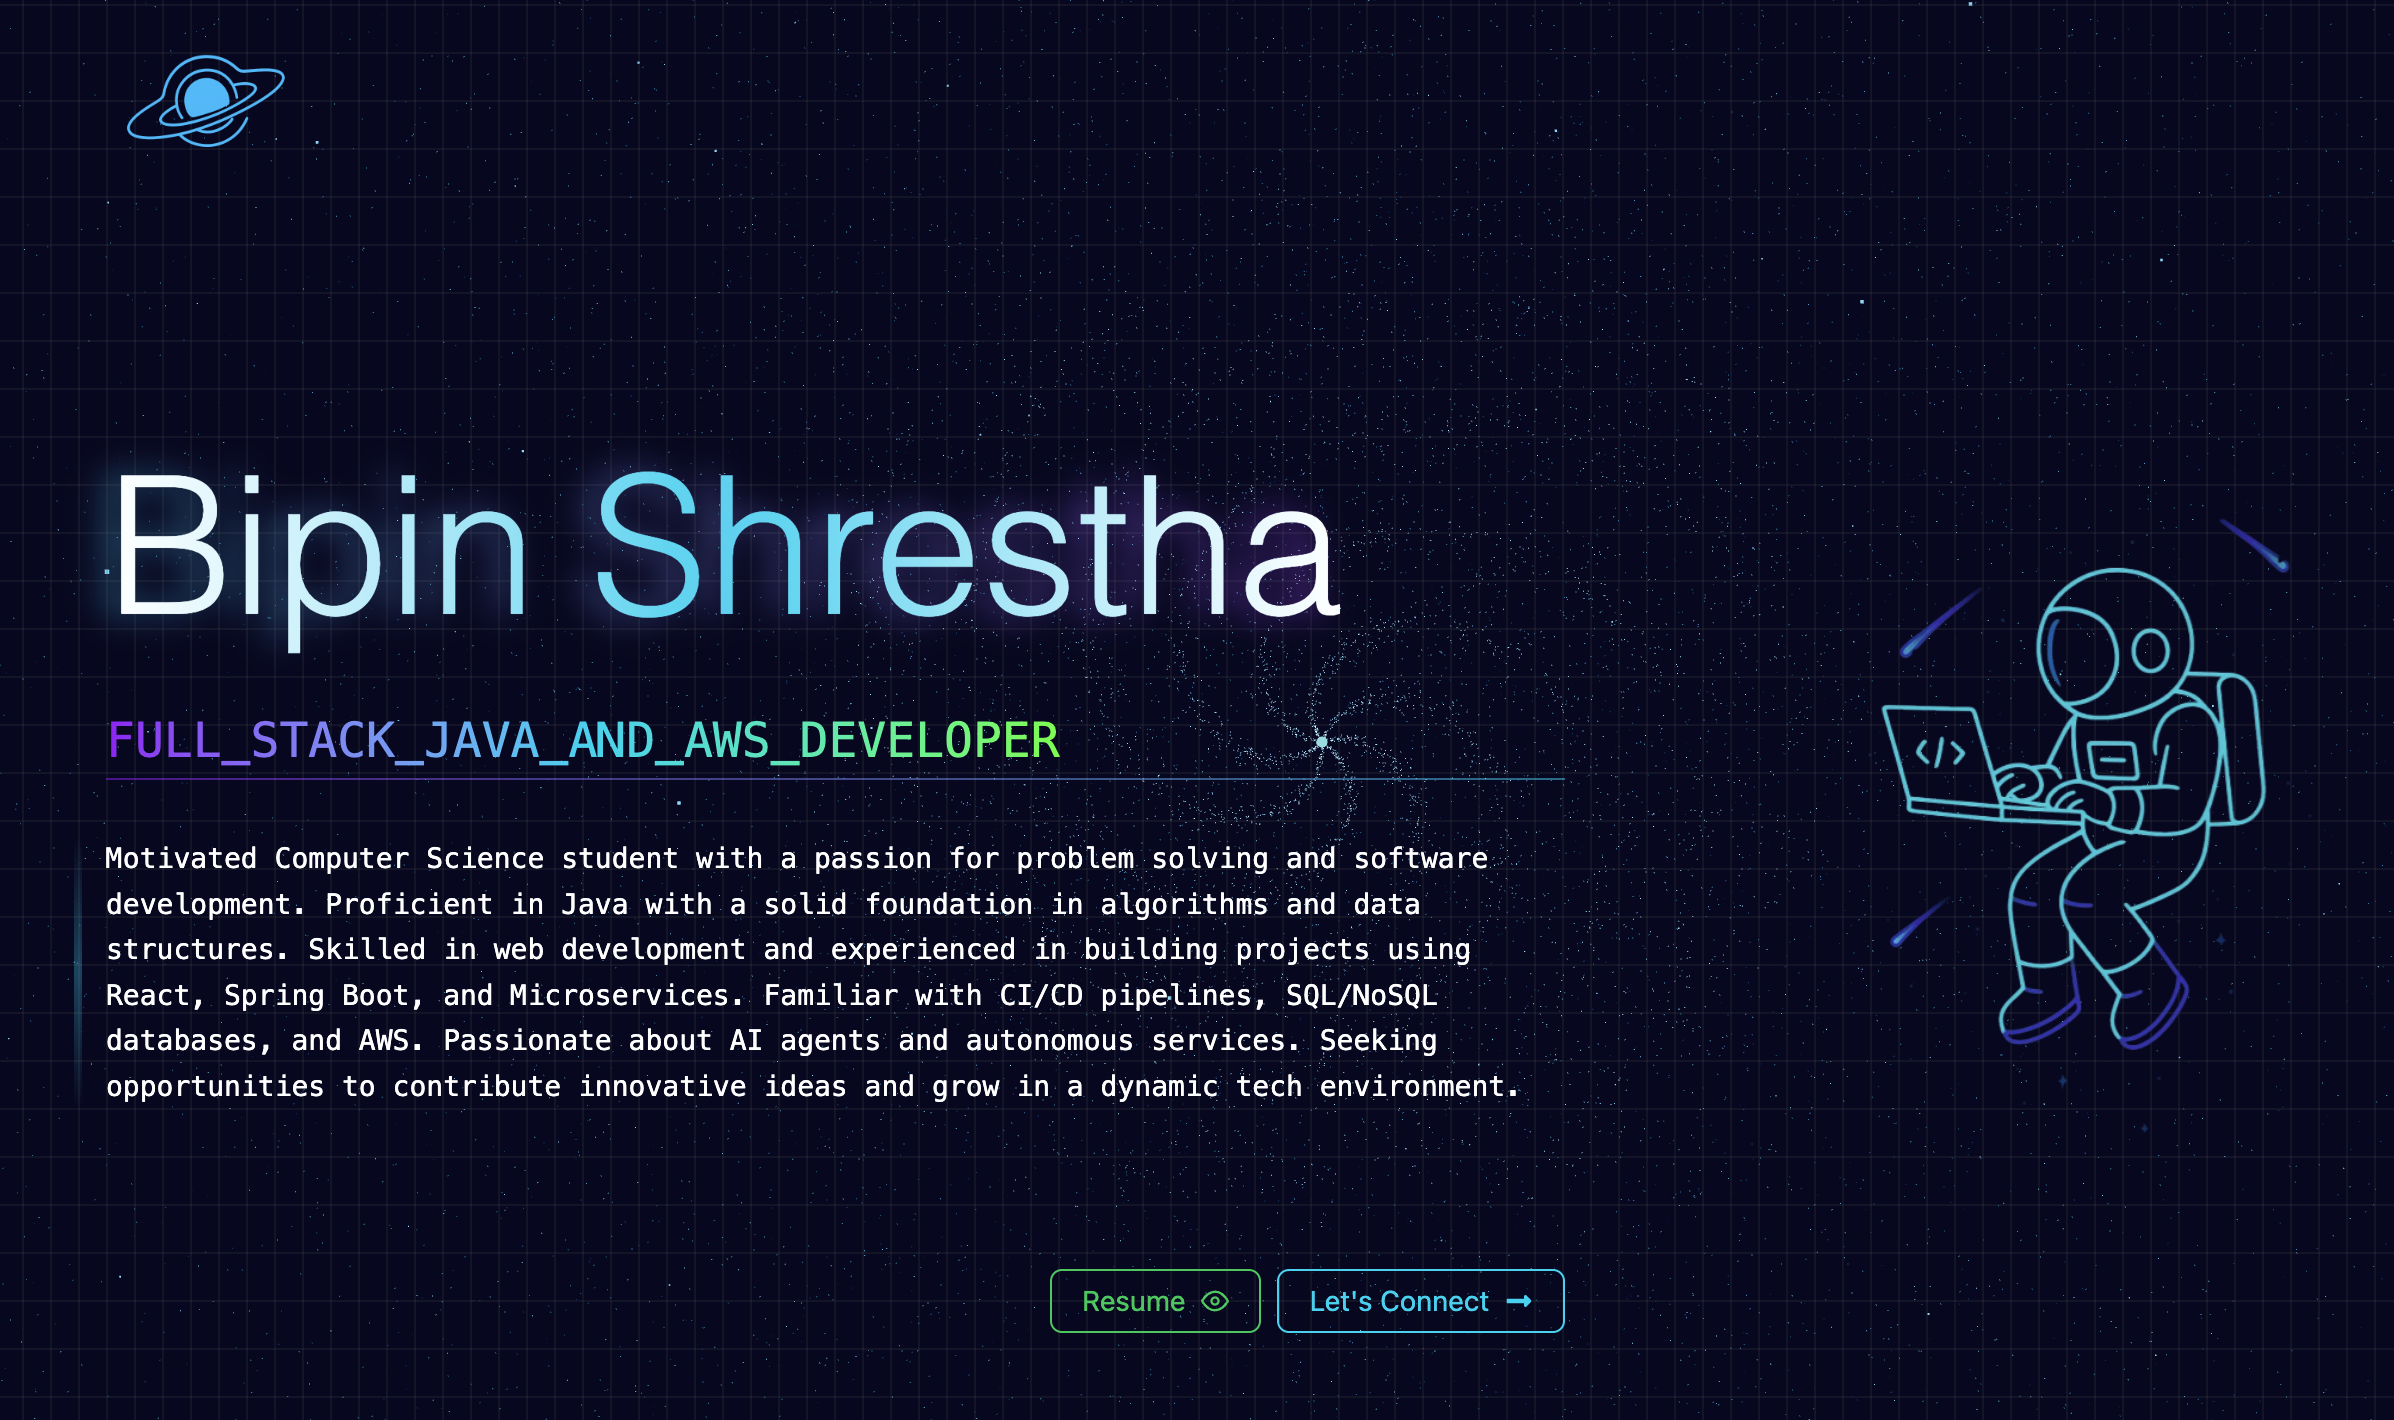 Bipin Shrestha
FULL_STACK_JAVA_AND_AWS_DEVELOPER
Motivated Computer Science student with a passion for problem solving and software
development. Proficient in Java with a solid foundation in algorithms and data
structures. Skilled in web development and experienced in building projects using
React, Spring Boot, and Microservices. Familiar with CI/CD pipelines, SQL/NoSQL
databases, and AWS. Passionate about AI agents and autonomous services. Seeking
opportunities to contribute innovative ideas and grow in a dynamic tech environment.
</>
Resume
Let's Connect